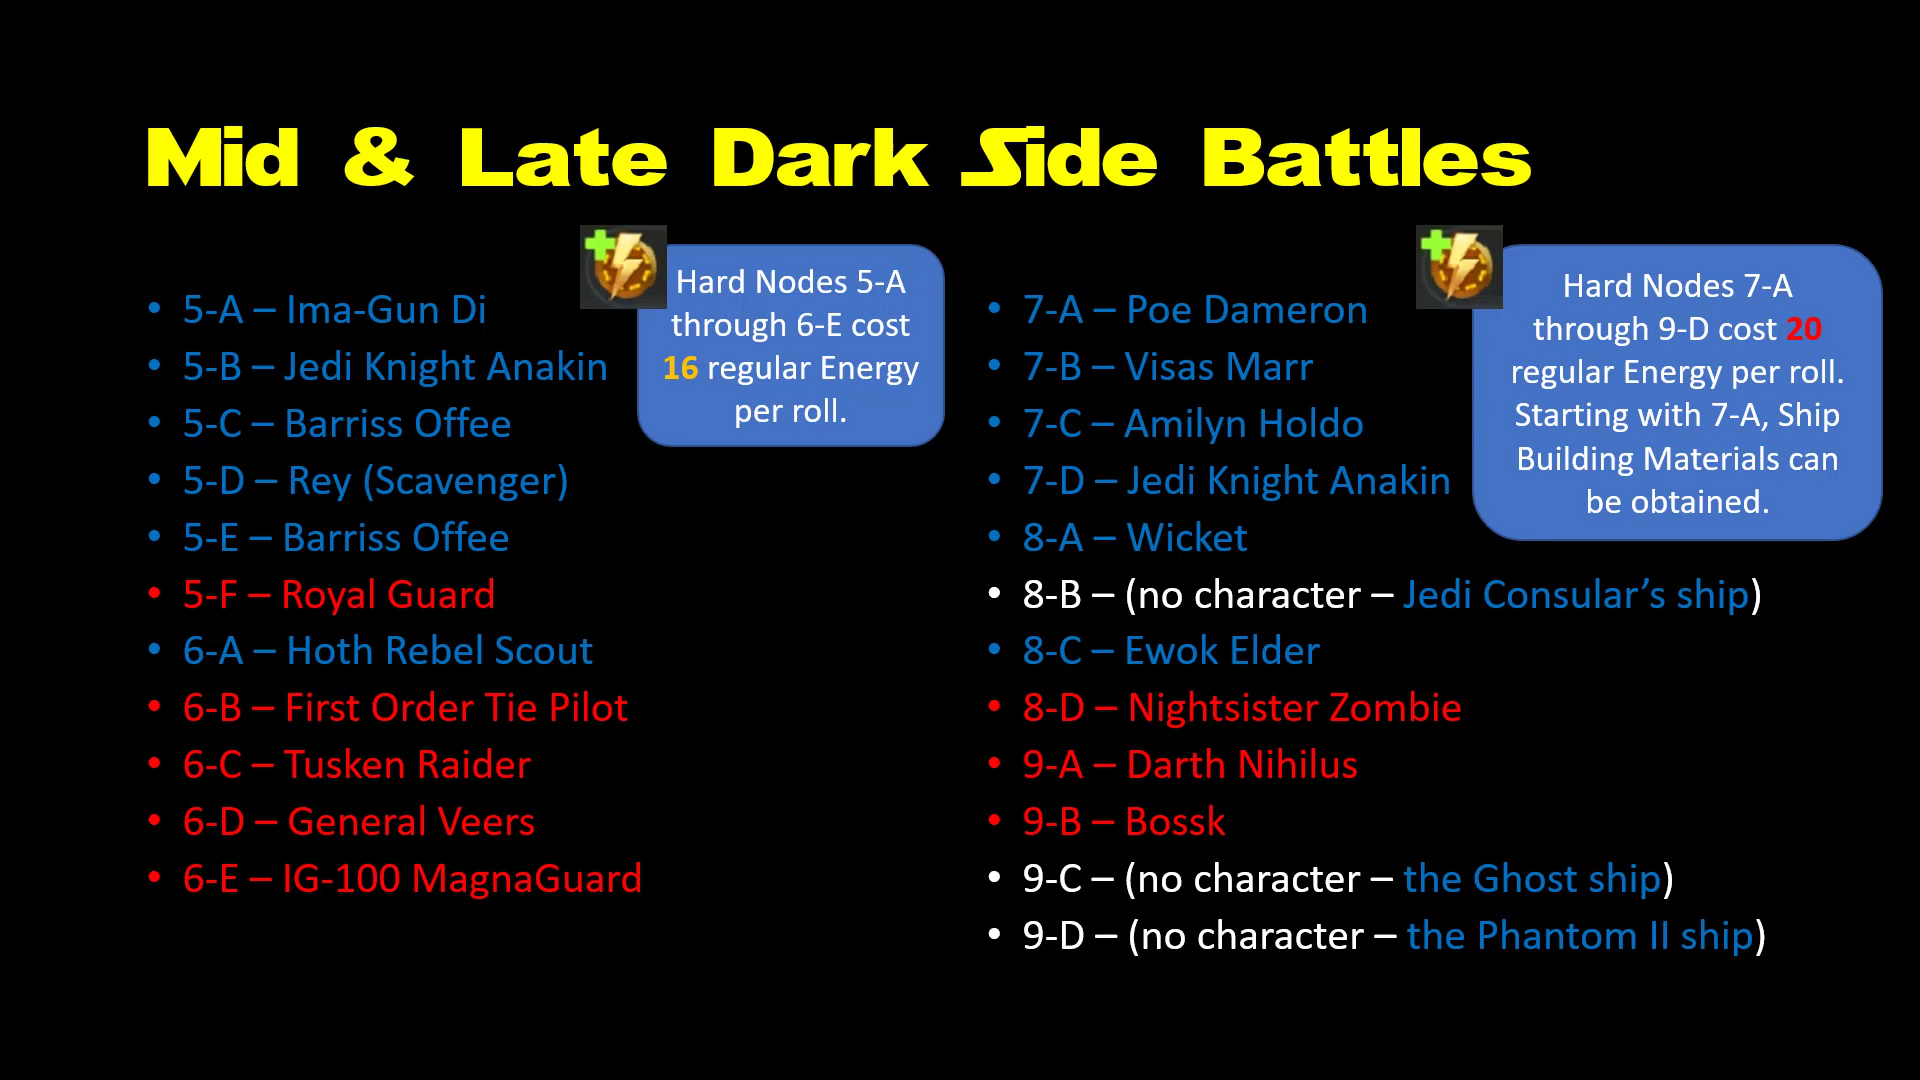 Mid & Late Dark Side Battles
• 5-A – Ima-Gun Di
• 5-B – Jedi Knight Anakin
• 5-C – Barriss Offee
• 5-D – Rey (Scavenger)
• 5-E – Barriss Offee
• 5-F – Royal Guard
• 6-A – Hoth Rebel Scout
• 6-B – First Order Tie Pilot
• 6-C – Tusken Raider
• 6-D – General Veers
• 6-E – IG-100 MagnaGuard
Hard Nodes 5-A
through 6-E cost
16 regular Energy
per roll.
• 7-A – Poe Dameron
• 7-B – Visas Marr
• 7-C – Amilyn Holdo
• 7-D – Jedi Knight Anakin
• 8-A – Wicket
• 8-B – (no character – Jedi Consular’s ship)
• 8-C – Ewok Elder
• 8-D – Nightsister Zombie
• 9-A – Darth Nihilus
• 9-B – Bossk
• 9-C – (no character – the Ghost ship)
• 9-D – (no character – the Phantom II ship)
Hard Nodes 7-A
through 9-D cost 20
regular Energy per roll.
Starting with 7-A, Ship
Building Materials can
be obtained.